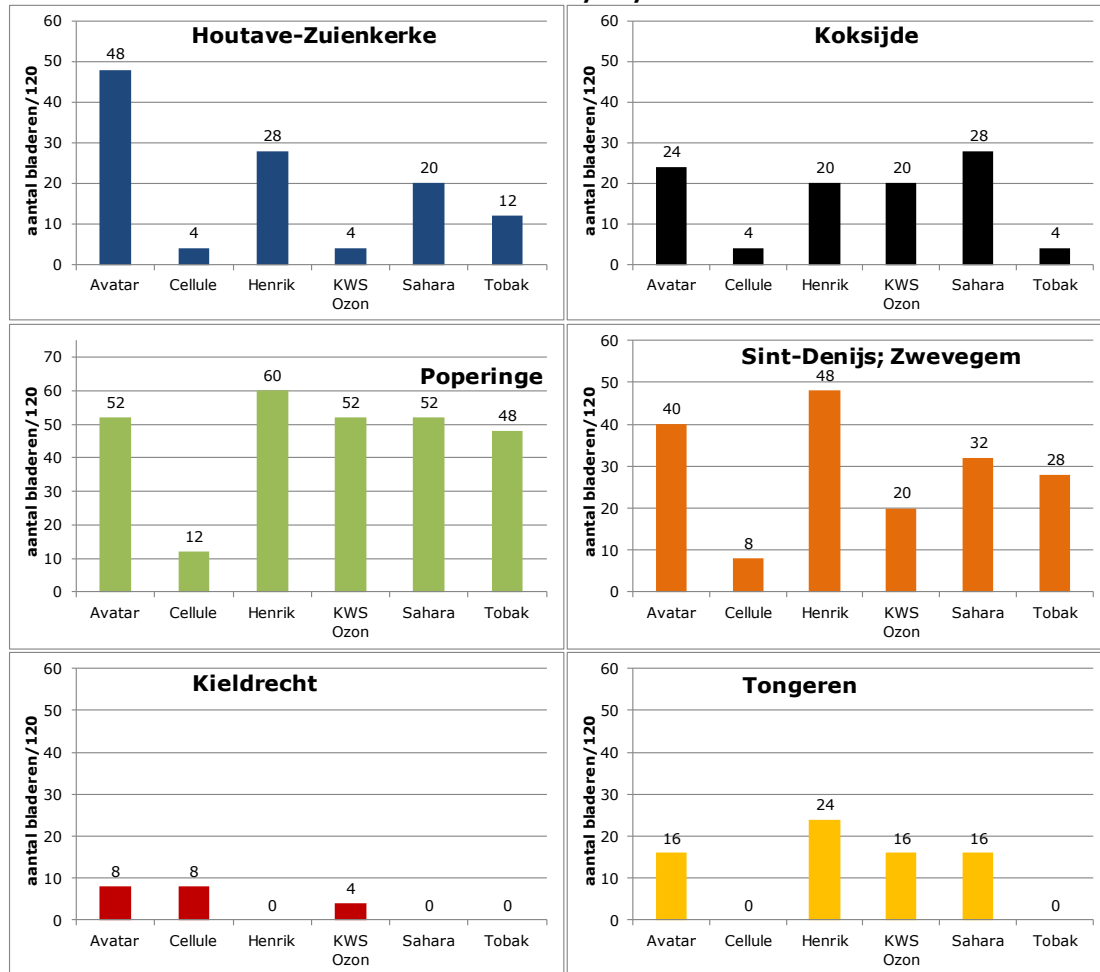 Houtave-Zuienkerke
aantal bladeren/120
60
50
40
30
20
10
0
48
4
28
4
20
12
Avatar
Cellule
Henrik
KWS
Ozon
Sahara
Tobak
Koksijde
aantal bladeren/120
60
50
40
30
20
10
0
24
4
20
20
28
4
Avatar
Cellule
Henrik
KWS
Ozon
Sahara
Tobak
Poperinge
aantal bladeren/120
70
60
50
40
30
20
10
0
52
12
60
52
52
48
Avatar
Cellule
Henrik
KWS
Ozon
Sahara
Tobak
Sint-Denijs; Zwevegem
aantal bladeren/120
60
50
40
30
20
10
0
40
8
48
20
32
28
Avatar
Cellule
Henrik
KWS
Ozon
Sahara
Tobak
Kieldrecht
aantal bladeren/120
60
50
40
30
20
10
0
8
8
0
4
0
0
Avatar
Cellule
Henrik
KWS
Ozon
Sahara
Tobak
Tongeren
aantal bladeren/120
60
50
40
30
20
10
0
16
0
24
16
16
0
Avatar
Cellule
Henrik
KWS
Ozon
Sahara
Tobak